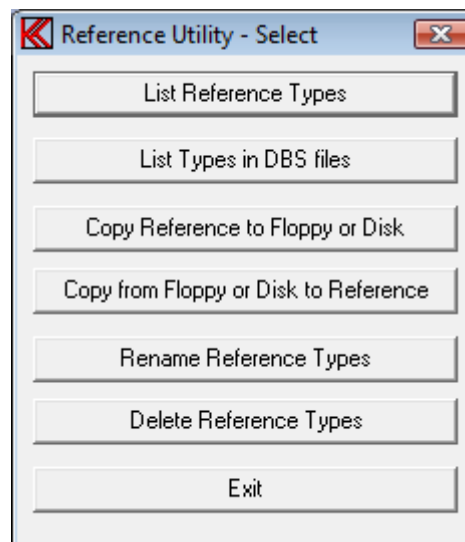 Reference Utility - Select
List Reference Types
List Types in DBS files
Copy Reference to Floppy or Disk
Copy from Floppy or Disk to Reference
Rename Reference Types
Delete Reference Types
Exit